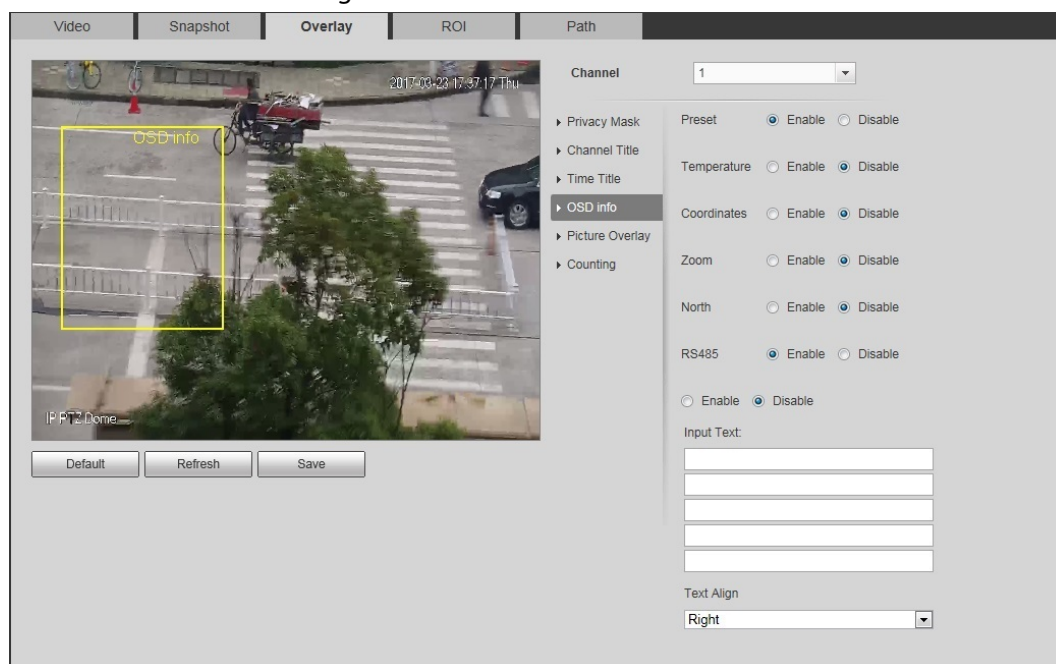 Video Snapshot Overlay ROI Path
2017-03-23 17:37:17 Thu
OSD info
IP PTZ Dome
Default Refresh Save
Channel 1
Privacy Mask
Channel Title
Time Title
OSD info
Picture Overlay
Counting
Preset Enable Disable
Temperature Enable Disable
Coordinates Enable Disable
Zoom Enable Disable
North Enable Disable
RS485 Enable Disable
Enable Disable
Input Text:
Text Align
Right